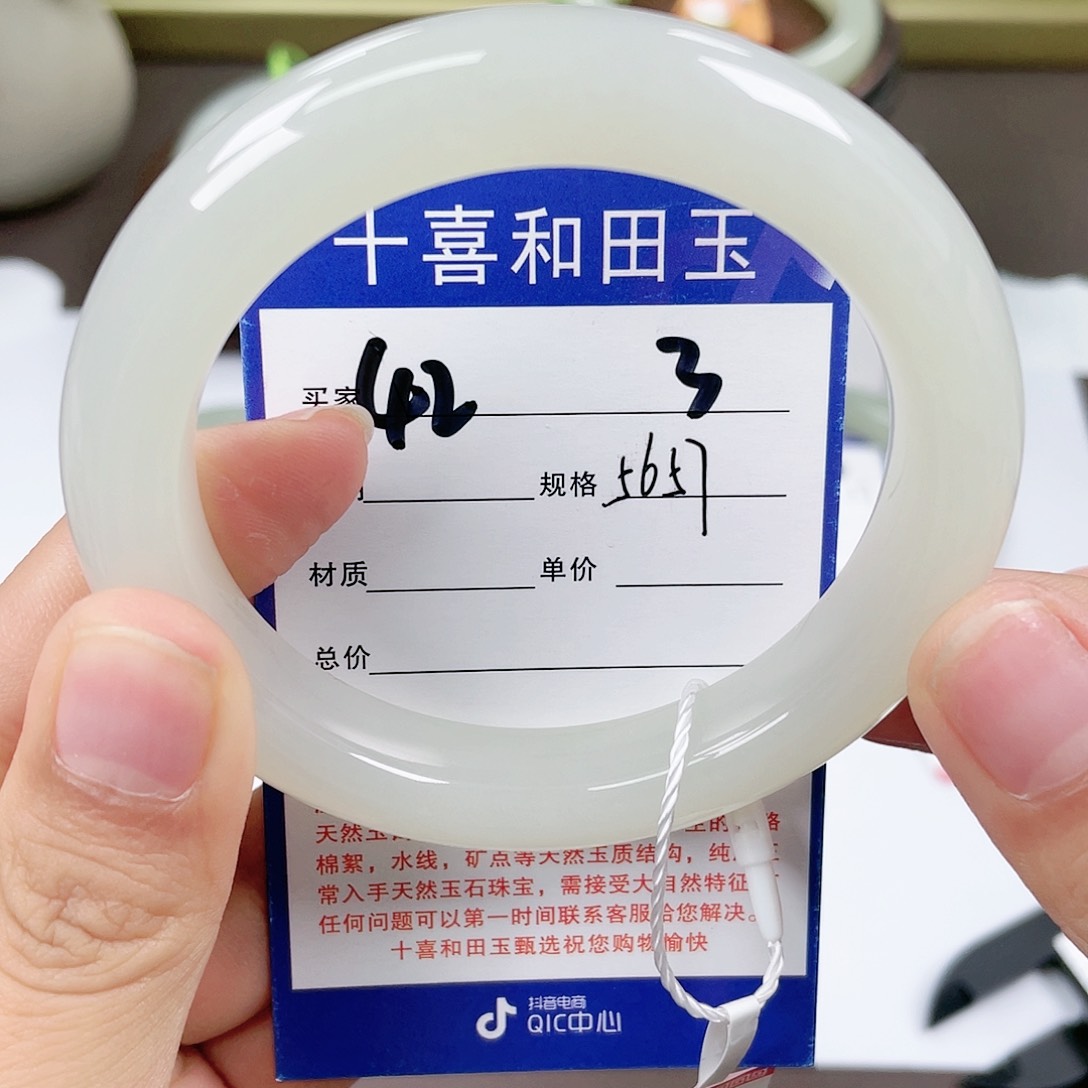 十喜和田玉
买家 402 3
规格 5657
材质 单价
总价
天然玉
棉絮，水线，矿点等天然玉质结构，纯
常入手天然玉石珠宝，需接受大自然特征
任何问题可以第一时间联系客服给您解决。
十喜和田玉甄选祝您购物愉快
抖音电商
QIC中心